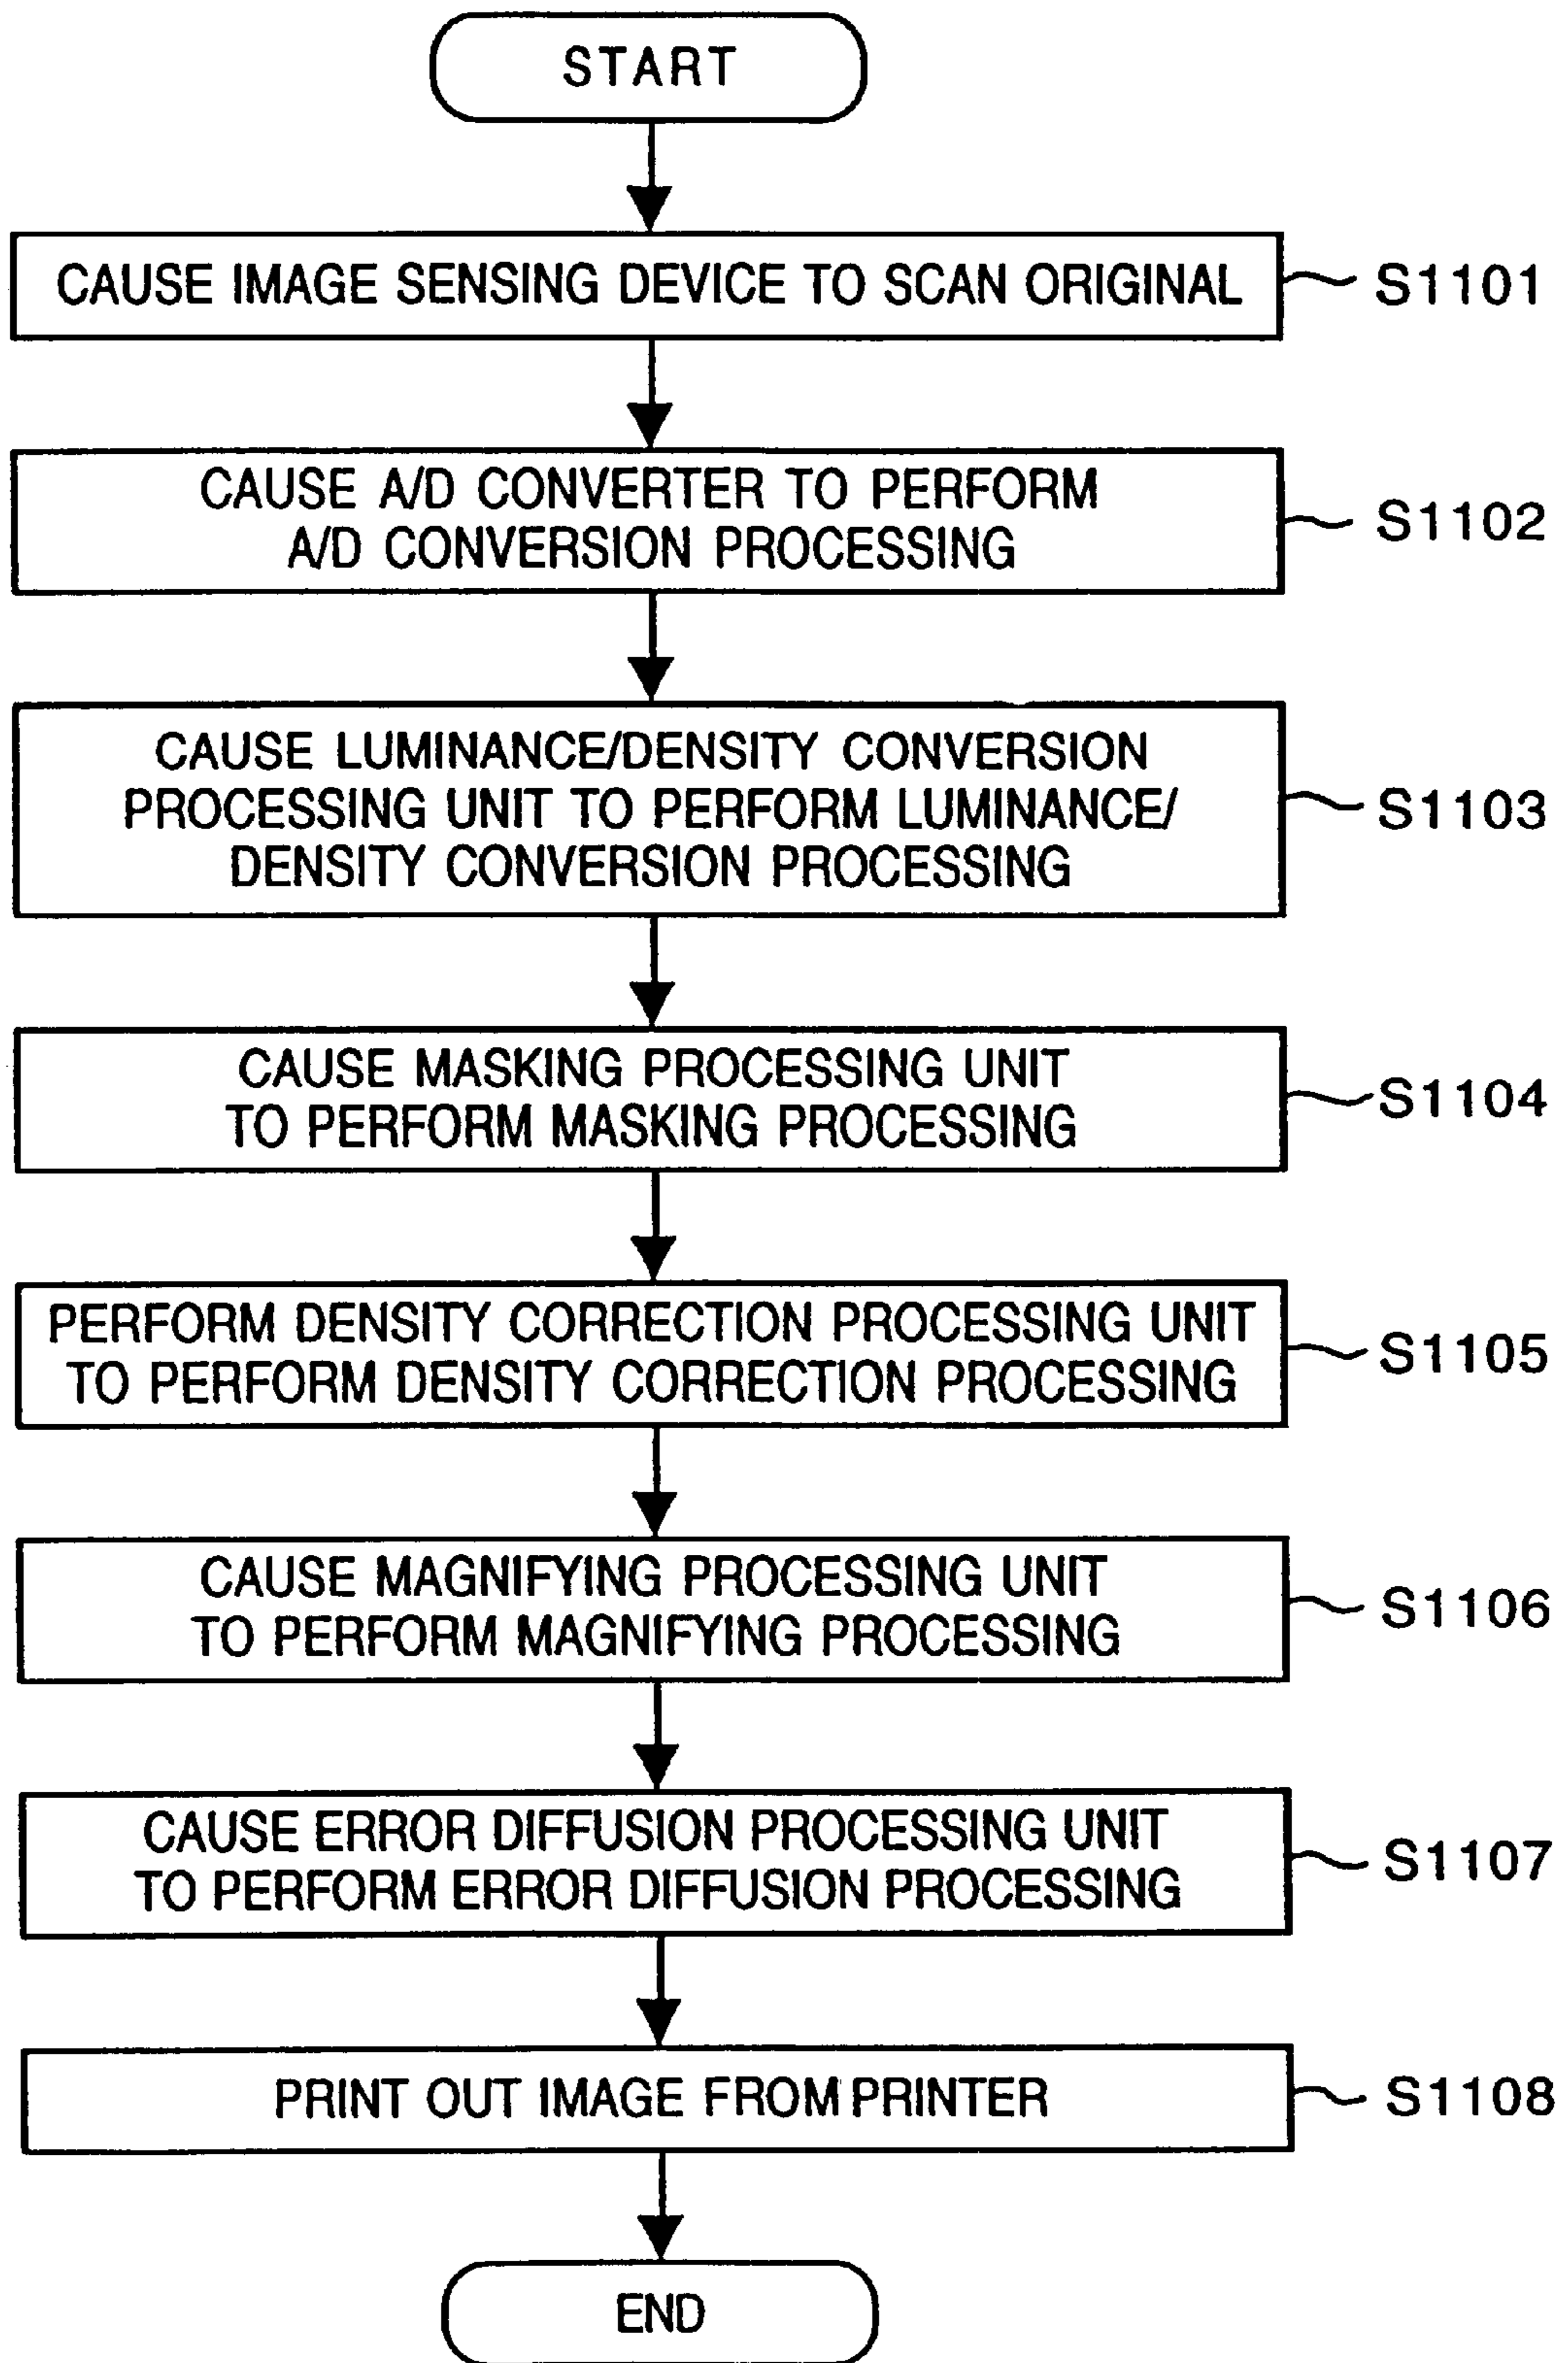 START
CAUSE IMAGE SENSING DEVICE TO SCAN ORIGINAL
S1101
CAUSE A/D CONVERTER TO PERFORM
A/D CONVERSION PROCESSING
S1102
CAUSE LUMINANCE/DENSITY CONVERSION
PROCESSING UNIT TO PERFORM LUMINANCE/
DENSITY CONVERSION PROCESSING
S1103
CAUSE MASKING PROCESSING UNIT
TO PERFORM MASKING PROCESSING
S1104
PERFORM DENSITY CORRECTION PROCESSING UNIT
TO PERFORM DENSITY CORRECTION PROCESSING
S1105
CAUSE MAGNIFYING PROCESSING UNIT
TO PERFORM MAGNIFYING PROCESSING
S1106
CAUSE ERROR DIFFUSION PROCESSING UNIT
TO PERFORM ERROR DIFFUSION PROCESSING
S1107
PRINT OUT IMAGE FROM PRINTER
S1108
END